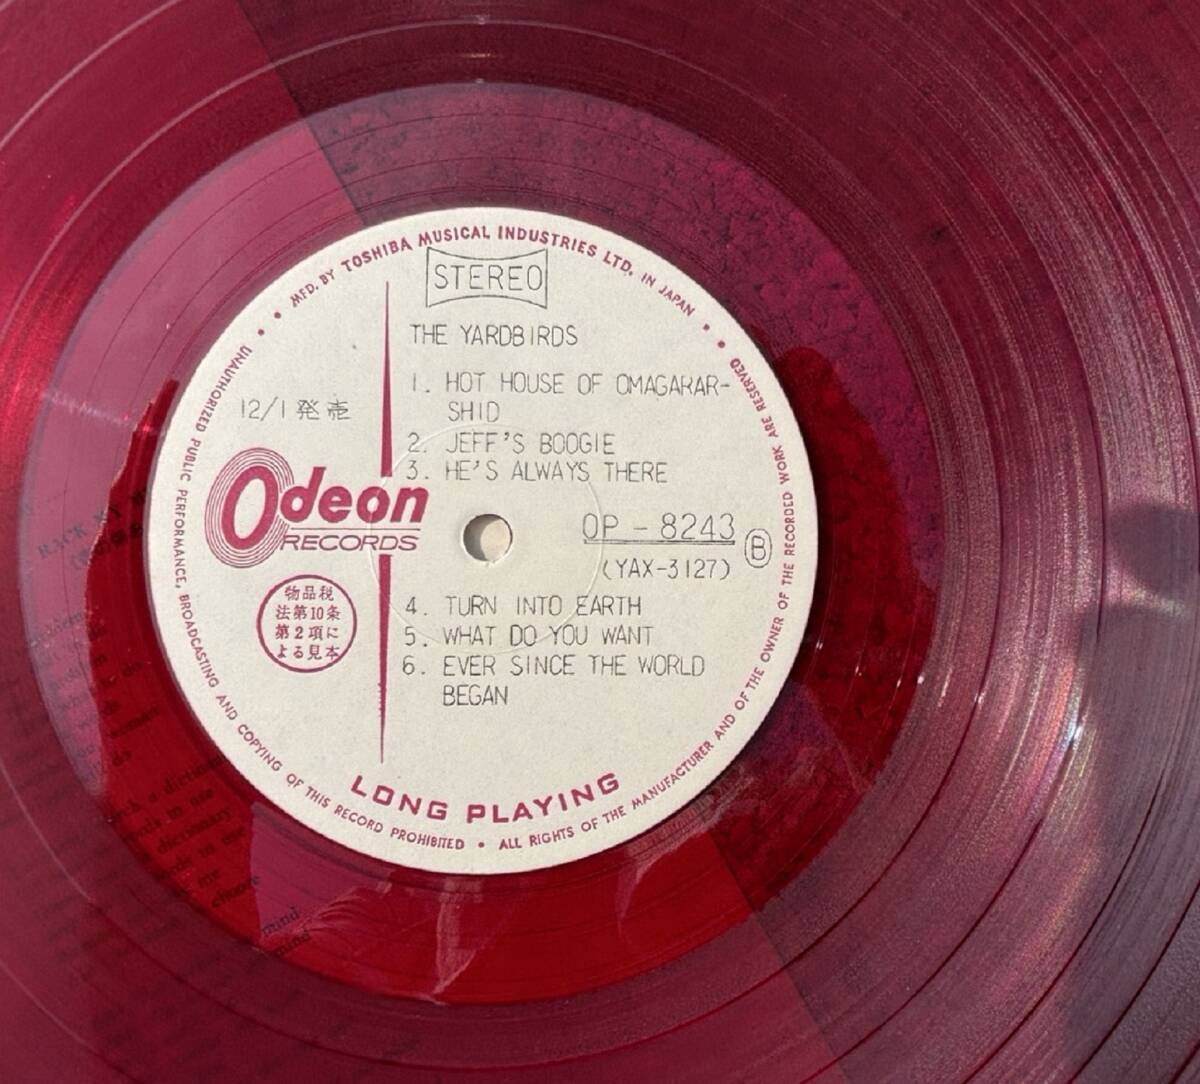 • MFD. BY TOSHIBA MUSICAL INDUSTRIES LTD. IN JAPAN •
STEREO
THE YARDBIRDS
1. HOT HOUSE OF OMAGARAR-
SHID
2. JEFF'S BOOGIE
3. HE'S ALWAYS THERE
12/1発売
Odeon
RECORDS
OP-8243
(YAX-3127)
B
物品税
法第10条
第2項に
よる見本
4. TURN INTO EARTH
5. WHAT DO YOU WANT
6. EVER SINCE THE WORLD
BEGAN
LONG PLAYING
• UNAUTHORIZED PUBLIC PERFORMANCE, BROADCASTING AND COPYING OF THIS RECORD PROHIBITED • ALL RIGHTS OF THE MANUFACTURER AND OF THE OWNER OF THE RECORDED WORK ARE RESERVED •
RACK MY
mind
mind